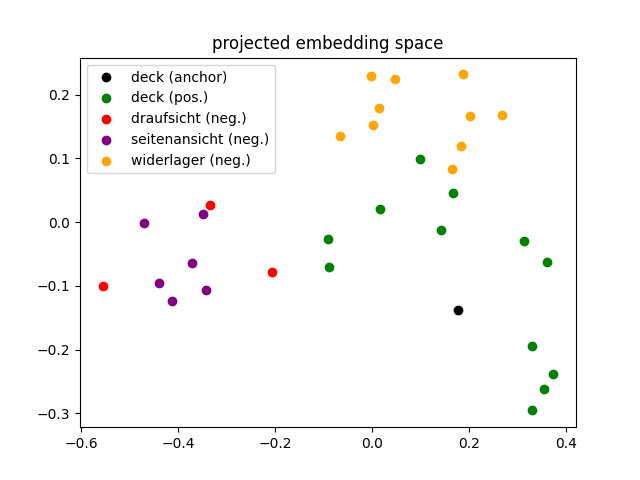 projected embedding space
deck (anchor)
deck (pos.)
draufsicht (neg.)
seitenansicht (neg.)
widerlager (neg.)
0.2
0.1
0.0
−0.1
−0.2
−0.3
−0.6 −0.4 −0.2 0.0 0.2 0.4